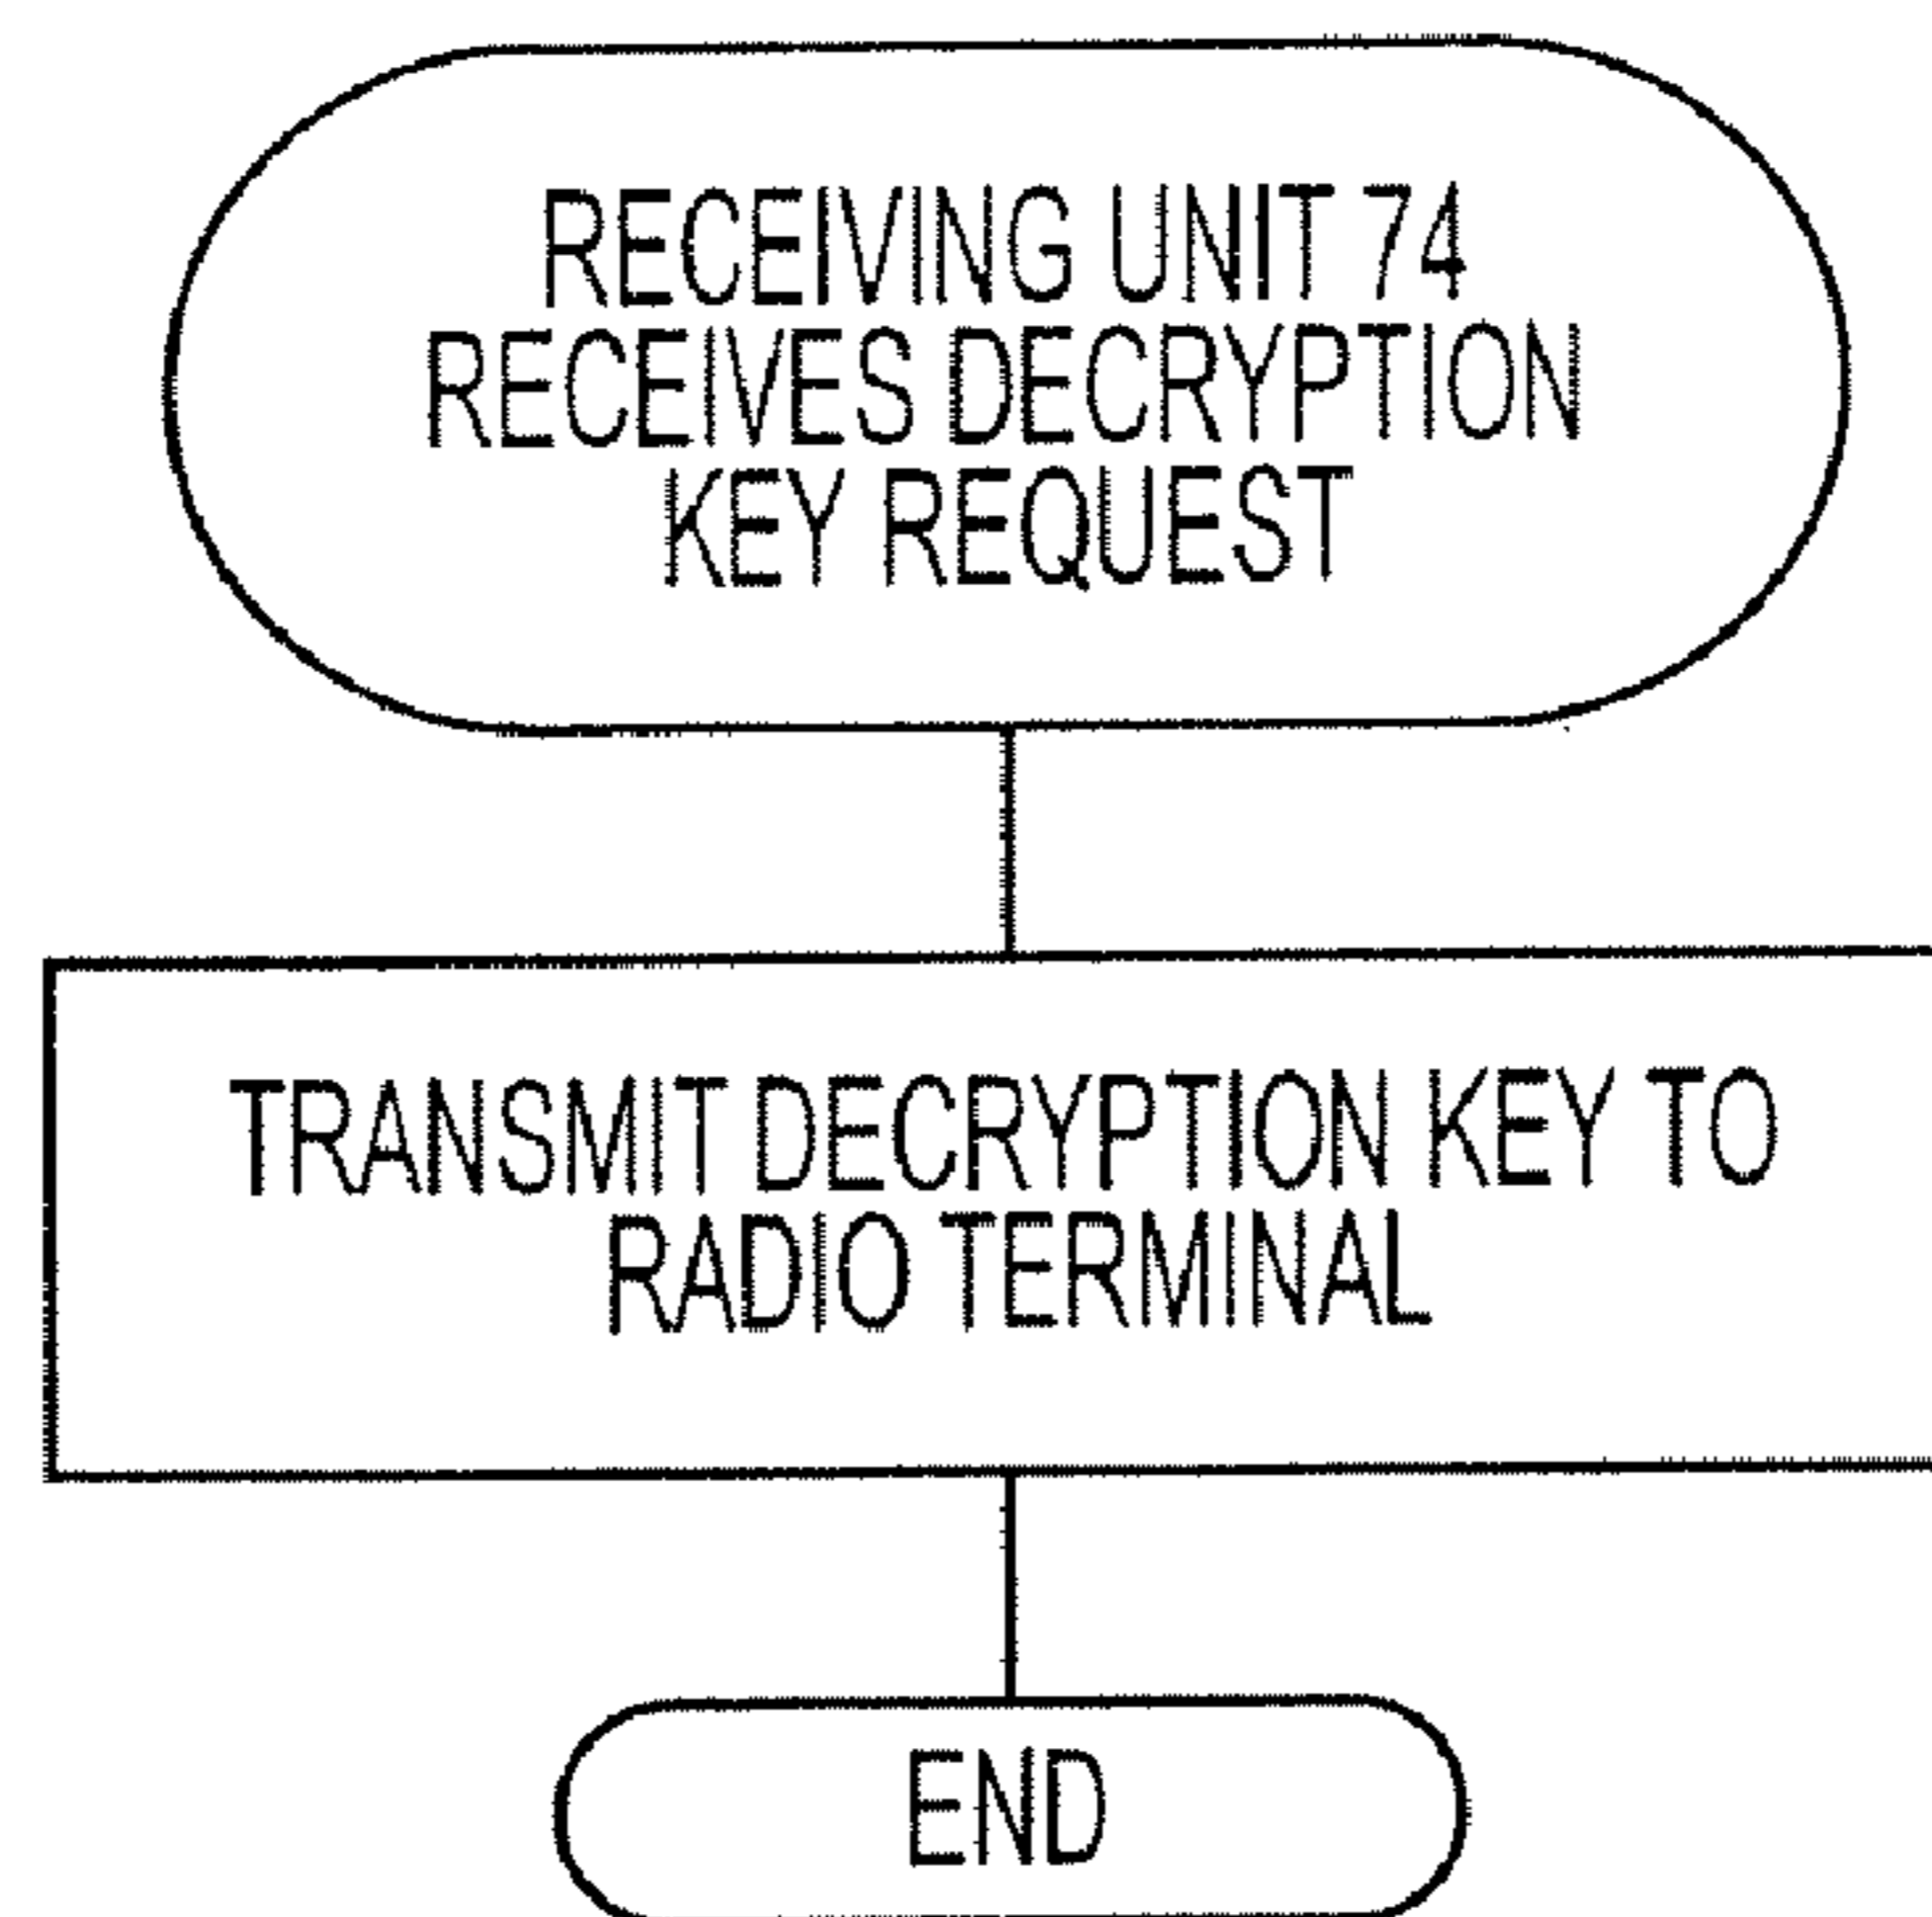 RECEIVING UNIT 74
RECEIVES DECRYPTION
KEY REQUEST
TRANSMIT DECRYPTION KEY TO
RADIO TERMINAL
END